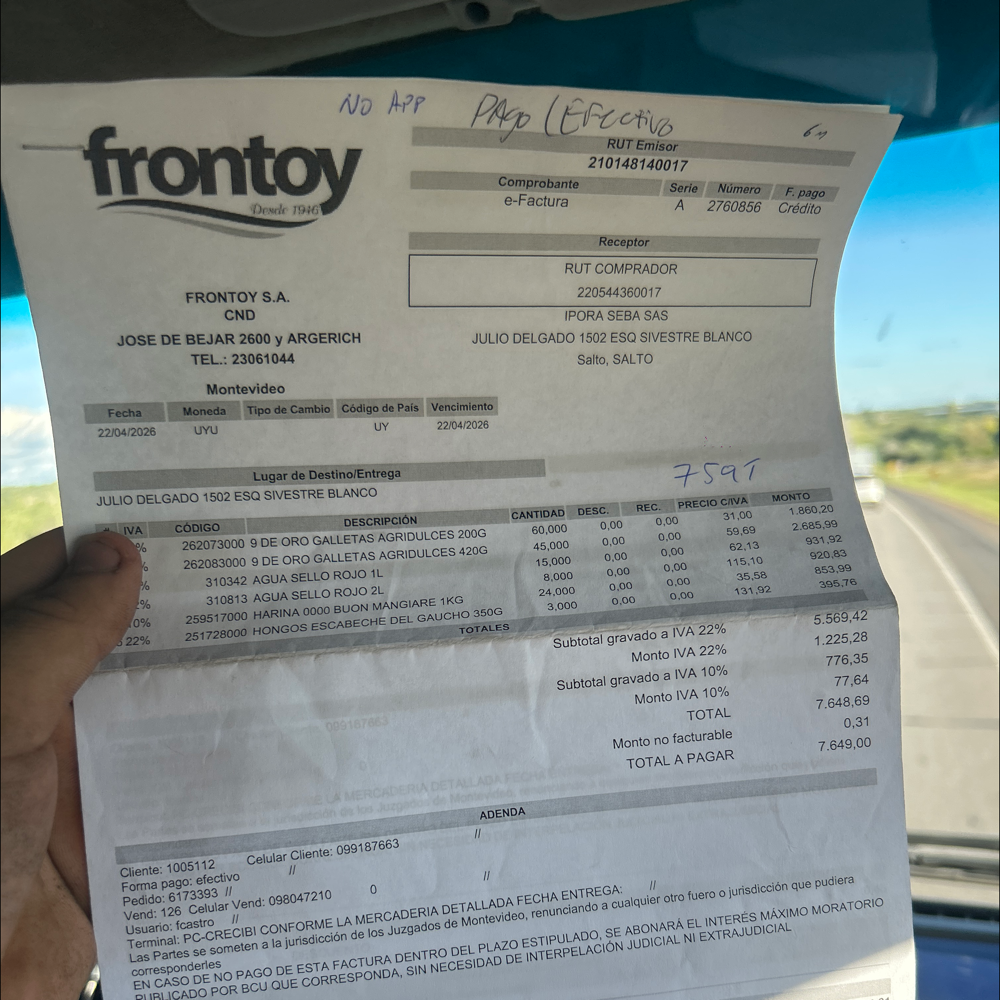 NO APP
Pago (Efectivo
frontoy
Desde 1946
RUT Emisor
210148140017
Comprobante Serie Número F. pago
e-Factura A 2760856 Crédito
Receptor
RUT COMPRADOR
220544360017
IPORA SEBA SAS
JULIO DELGADO 1502 ESQ SIVESTRE BLANCO
Salto, SALTO
FRONTOY S.A.
CND
JOSE DE BEJAR 2600 y ARGERICH
TEL.: 23061044
Montevideo
Fecha Moneda Tipo de Cambio Código de País Vencimiento
22/04/2026 UYU UY 22/04/2026
Lugar de Destino/Entrega
JULIO DELGADO 1502 ESQ SIVESTRE BLANCO
759T
# IVA CÓDIGO DESCRIPCIÓN CANTIDAD DESC. REC. PRECIO C/IVA MONTO
% 262073000 9 DE ORO GALLETAS AGRIDULCES 200G 60,000 0,00 0,00 31,00 1.860,20
% 262083000 9 DE ORO GALLETAS AGRIDULCES 420G 45,000 0,00 0,00 59,69 2.685,99
% 310342 AGUA SELLO ROJO 1L 15,000 0,00 0,00 62,13 931,92
% 310813 AGUA SELLO ROJO 2L 8,000 0,00 0,00 115,10 920,83
0% 259517000 HARINA 0000 BUON MANGIARE 1KG 24,000 0,00 0,00 35,58 853,99
22% 251728000 HONGOS ESCABECHE DEL GAUCHO 350G 3,000 0,00 0,00 131,92 395,76
TOTALES
Subtotal gravado a IVA 22% 5.569,42
Monto IVA 22% 1.225,28
Subtotal gravado a IVA 10% 776,35
Monto IVA 10% 77,64
TOTAL 7.648,69
Monto no facturable 0,31
TOTAL A PAGAR 7.649,00
ADENDA
Cliente: 1005112 Celular Cliente: 099187663 //
Forma pago: efectivo //
Pedido: 6173393 //
Vend: 126 Celular Vend: 098047210 0 //
Usuario: fcastro //
Terminal: PC-CRECIBI CONFORME LA MERCADERIA DETALLADA FECHA ENTREGA: //
Las Partes se someten a la jurisdicción de los Juzgados de Montevideo, renunciando a cualquier otro fuero o jurisdicción que pudiera
corresponderles
EN CASO DE NO PAGO DE ESTA FACTURA DENTRO DEL PLAZO ESTIPULADO, SE ABONARÁ EL INTERÉS MÁXIMO MORATORIO
PUBLICADO POR BCU QUE CORRESPONDA, SIN NECESIDAD DE INTERPELACIÓN JUDICIAL NI EXTRAJUDICIAL